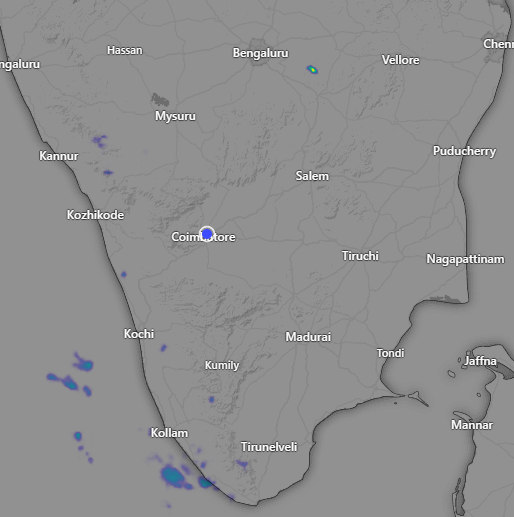 Hassan
Bengaluru
Chenn
Vellore
ngaluru
Mysuru
Kannur
Puducherry
Salem
Kozhikode
Coimbatore
Tiruchi
Nagapattinam
Kochi
Madurai
Tondi
Jaffna
Kumily
Mannar
Kollam
Tirunelveli